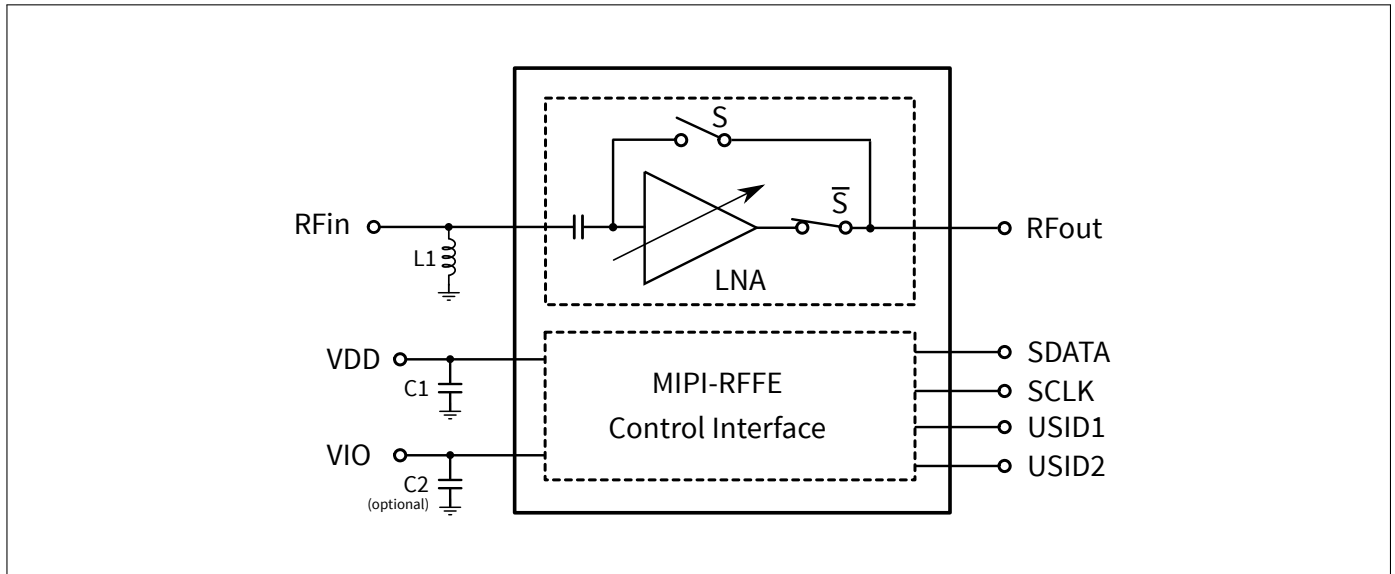 S
S̅
RFin
RFout
L1
LNA
VDD
C1
MIPI-RFFE
Control Interface
SDATA
SCLK
USID1
USID2
VIO
C2
(optional)